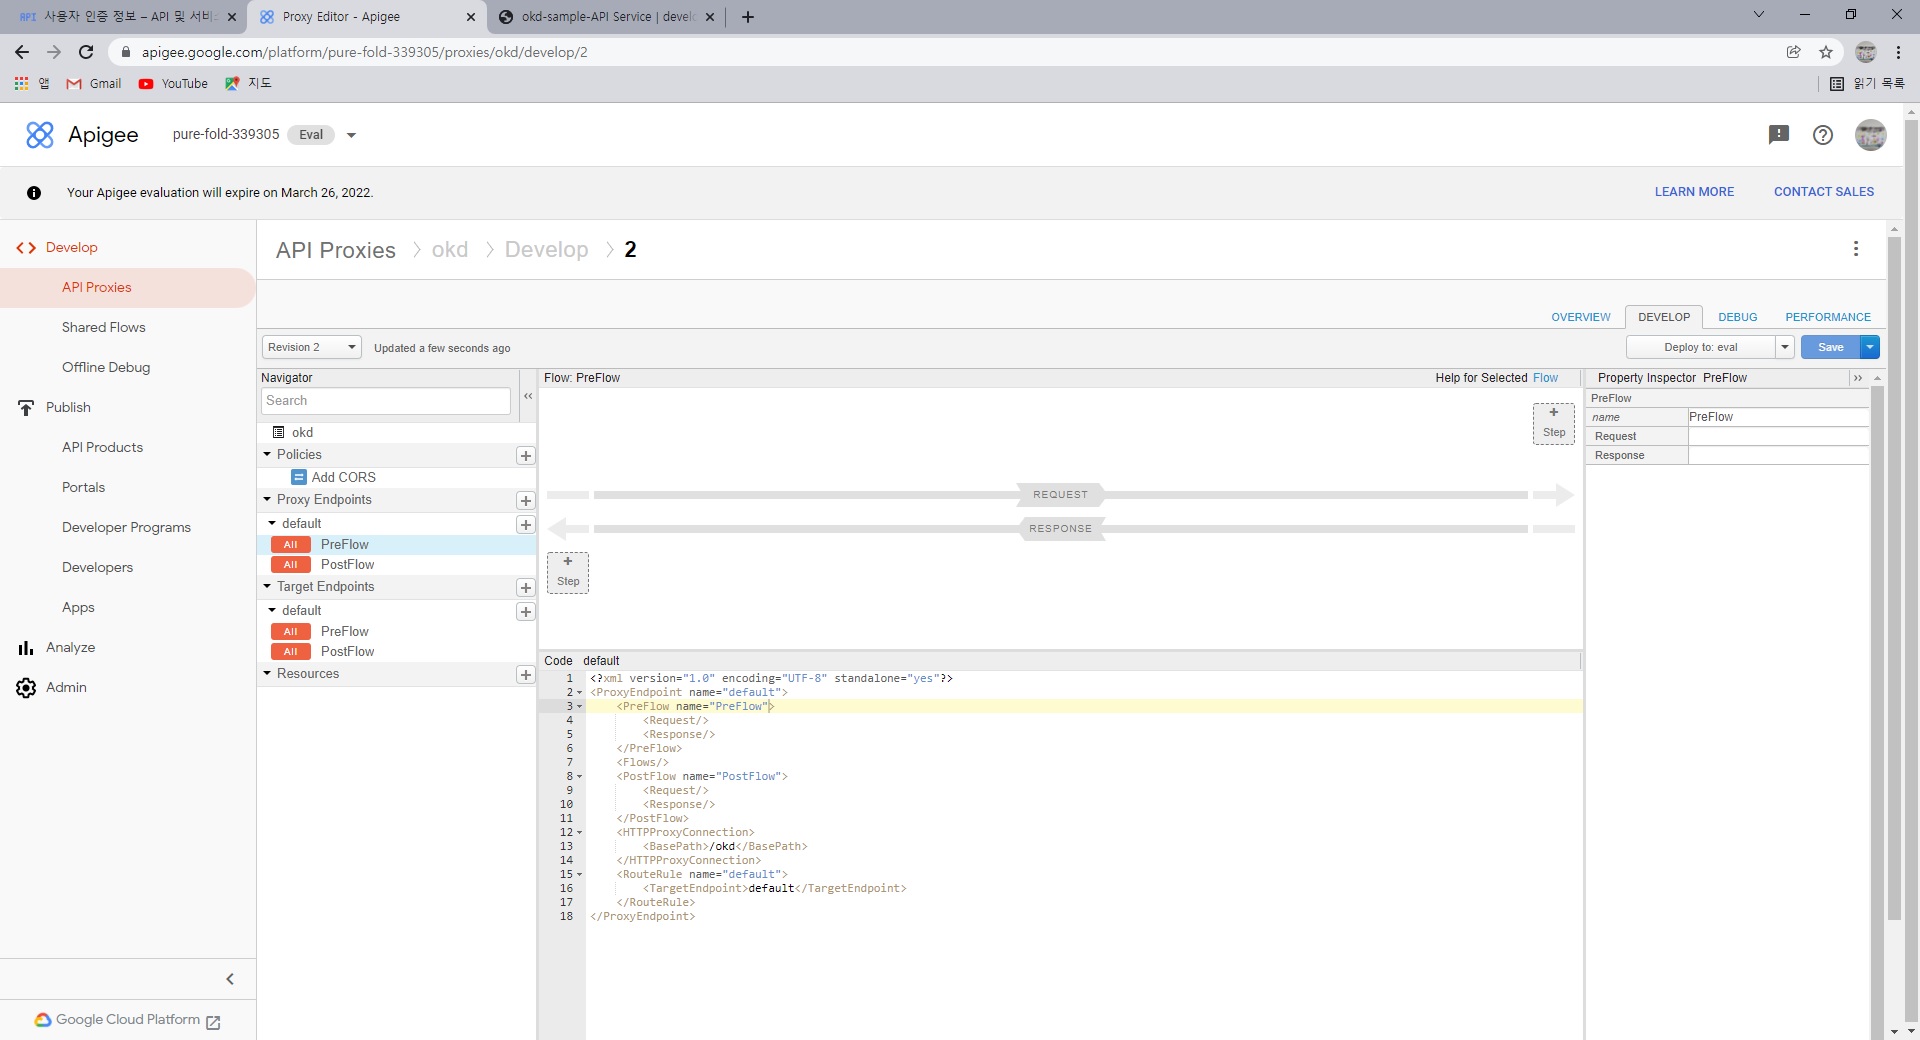 API 사용자 인증 정보 – API 및 서비스
Proxy Editor - Apigee
okd-sample-API Service | devel
apigee.google.com/platform/pure-fold-339305/proxies/okd/develop/2
앱
Gmail
YouTube
지도
읽기 목록
Apigee
pure-fold-339305
Eval
Your Apigee evaluation will expire on March 26, 2022.
LEARN MORE
CONTACT SALES
Develop
API Proxies
Shared Flows
Offline Debug
Publish
API Products
Portals
Developer Programs
Developers
Apps
Analyze
Admin
Google Cloud Platform
API Proxies > okd > Develop > 2
OVERVIEW
DEVELOP
DEBUG
PERFORMANCE
Revision 2
Updated a few seconds ago
Deploy to: eval
Save
Navigator
Search
okd
Policies
Add CORS
Proxy Endpoints
default
All PreFlow
All PostFlow
Target Endpoints
default
All PreFlow
All PostFlow
Resources
Flow: PreFlow
Help for Selected Flow
+
Step
REQUEST
RESPONSE
+
Step
Code default
1 <?xml version="1.0" encoding="UTF-8" standalone="yes"?>
2 <ProxyEndpoint name="default">
3 <PreFlow name="PreFlow">
4 <Request/>
5 <Response/>
6 </PreFlow>
7 <Flows/>
8 <PostFlow name="PostFlow">
9 <Request/>
10 <Response/>
11 </PostFlow>
12 <HTTPProxyConnection>
13 <BasePath>/okd</BasePath>
14 </HTTPProxyConnection>
15 <RouteRule name="default">
16 <TargetEndpoint>default</TargetEndpoint>
17 </RouteRule>
18 </ProxyEndpoint>
Property Inspector PreFlow
PreFlow
name PreFlow
Request
Response